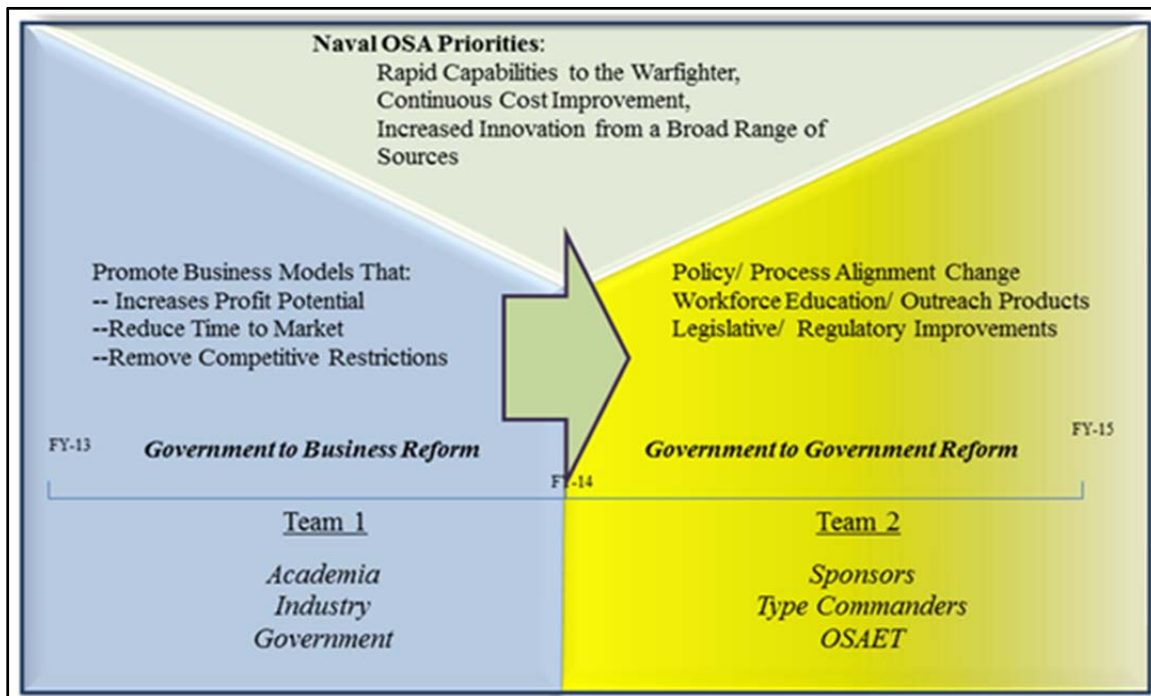 Naval OSA Priorities:
Rapid Capabilities to the Warfighter,
Continuous Cost Improvement,
Increased Innovation from a Broad Range of
Sources
Promote Business Models That:
-- Increases Profit Potential
--Reduce Time to Market
--Remove Competitive Restrictions
Policy/ Process Alignment Change
Workforce Education/ Outreach Products
Legislative/ Regulatory Improvements
FY-13
Government to Business Reform
Government to Government Reform
FY-15
FY-14
Team 1
Academia
Industry
Government
Team 2
Sponsors
Type Commanders
OSAET